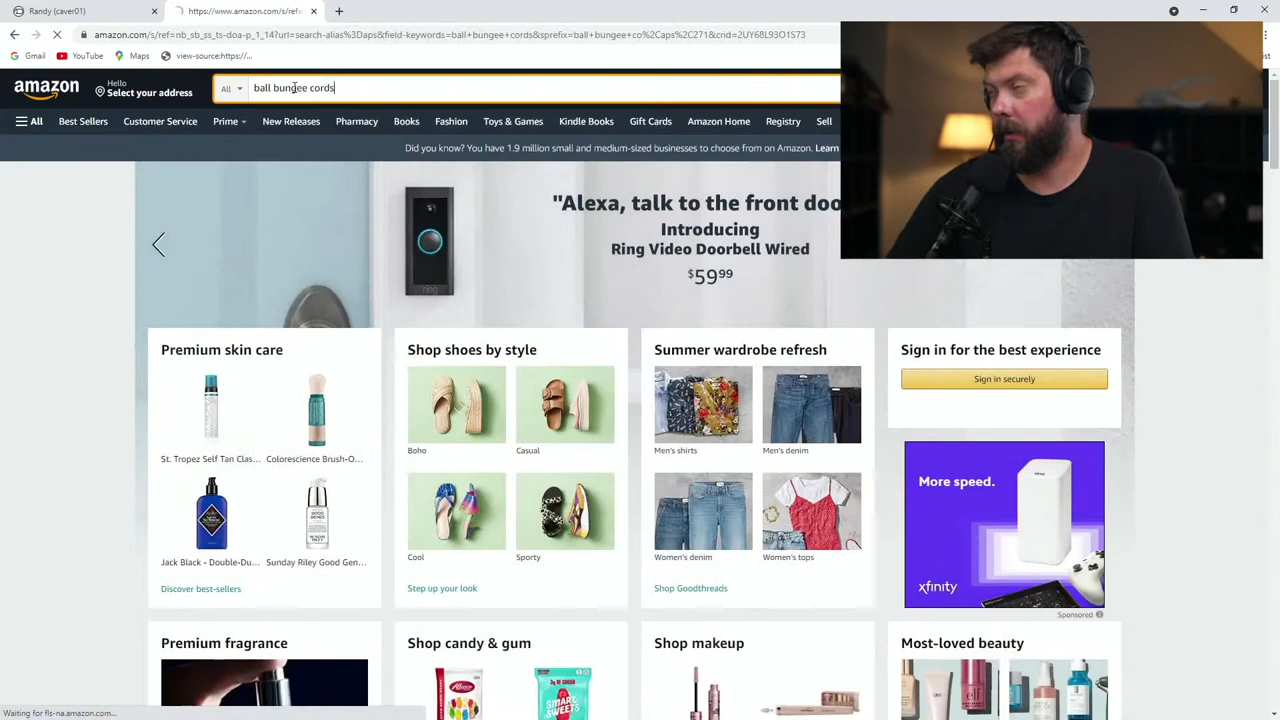 Randy (caver01)
https://www.amazon.com/s/ref=
amazon.com/s/ref=nb_sb_ss_ts-doa-p_1_14?url=search-alias%3Daps&field-keywords=ball+bungee+cords&sprefix=ball+bungee+co%2Caps%2C271&crid=2UY68L93O1S73
Gmail
YouTube
Maps
view-source:https://...
amazon
Hello
Select your address
All
ball bungee cords
All
Best Sellers
Customer Service
Prime
New Releases
Pharmacy
Books
Fashion
Toys & Games
Kindle Books
Gift Cards
Amazon Home
Registry
Sell
Did you know? You have 1.9 million small and medium-sized businesses to choose from on Amazon. Learn
"Alexa, talk to the front doo
Introducing
Ring Video Doorbell Wired
$5999
ring
Premium skin care
St. Tropez Self Tan Clas...
Colorescience Brush-O...
Jack Black - Double-Du...
Sunday Riley Good Gen...
Discover best-sellers
Shop shoes by style
Boho
Casual
Cool
Sporty
Step up your look
Summer wardrobe refresh
Men's shirts
Men's denim
Women's denim
Women's tops
Shop Goodthreads
Sign in for the best experience
Sign in securely
More speed.
xfinity
Sponsored
Premium fragrance
Shop candy & gum
Shop makeup
Most-loved beauty
Waiting for fls-na.amazon.com...